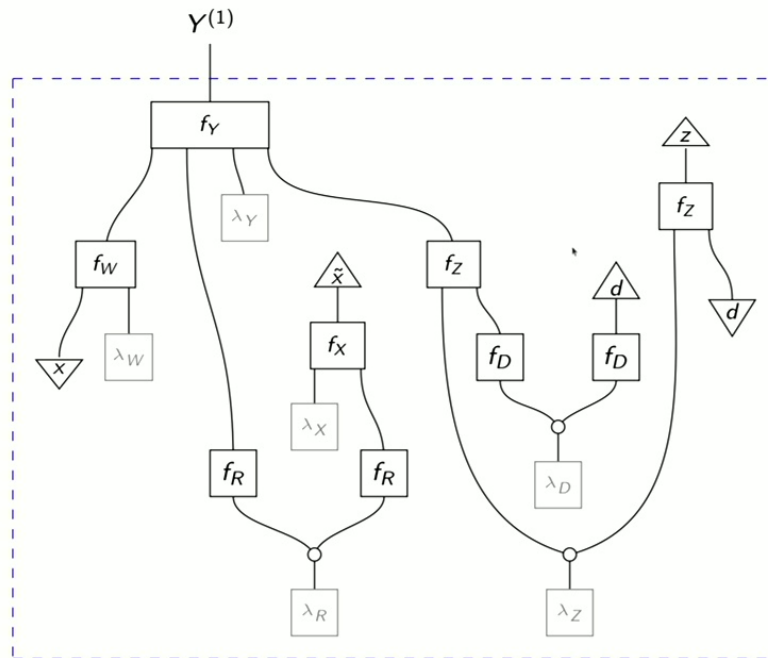 Y^{(1)}
f_Y
z
λ_Y
f_Z
f_W
x̃
f_Z
d
d
λ_W
x
f_X
f_D
f_D
λ_X
f_R
f_R
λ_D
λ_R
λ_Z